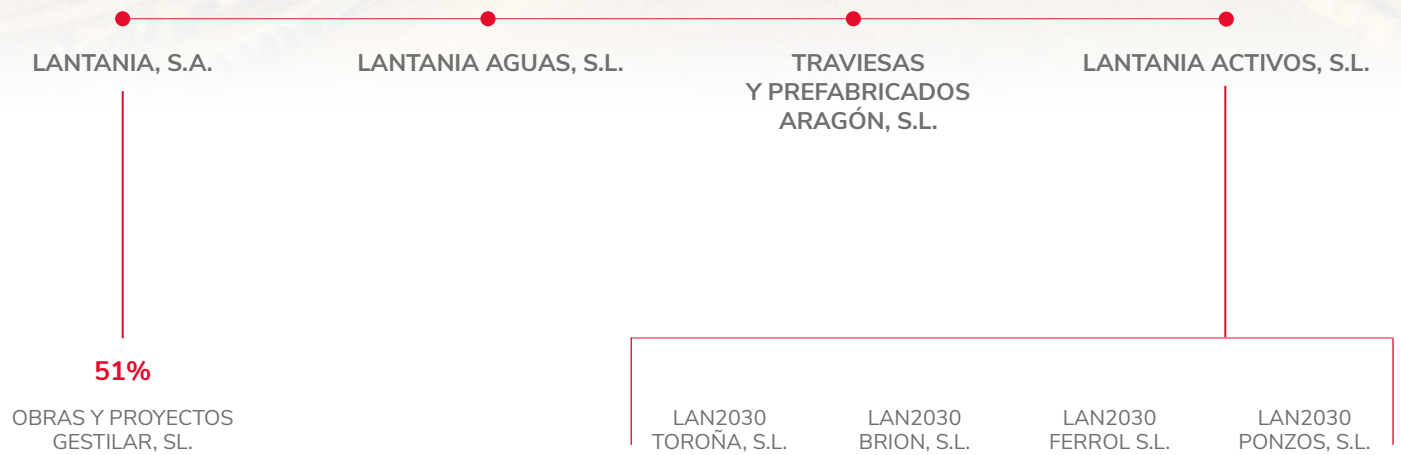 LANTANIA, S.A.
LANTANIA AGUAS, S.L.
TRAVIESAS
Y PREFABRICADOS
ARAGÓN, S.L.
LANTANIA ACTIVOS, S.L.
51%
OBRAS Y PROYECTOS
GESTILAR, SL.
LAN2030
TOROÑA, S.L.
LAN2030
BRION, S.L.
LAN2030
FERROL S.L.
LAN2030
PONZOS, S.L.